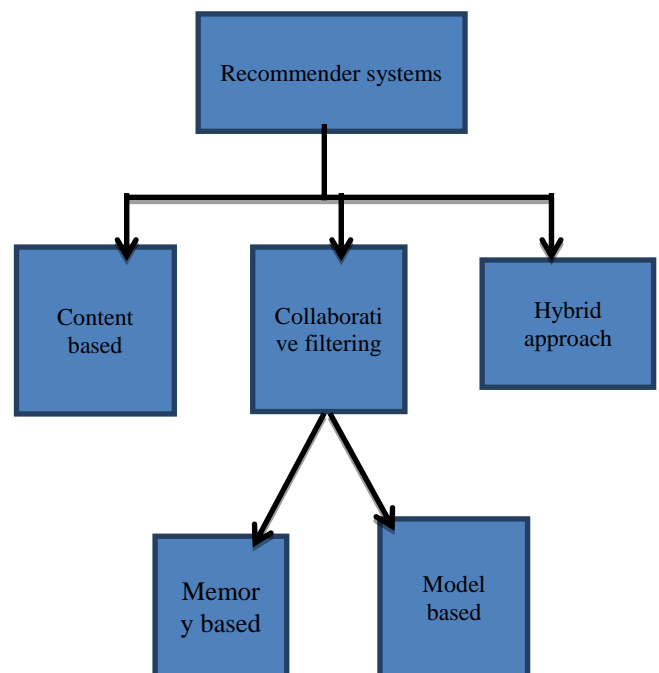 Recommender systems
Content
based
Collaborati
ve filtering
Hybrid
approach
Memor
y based
Model
based